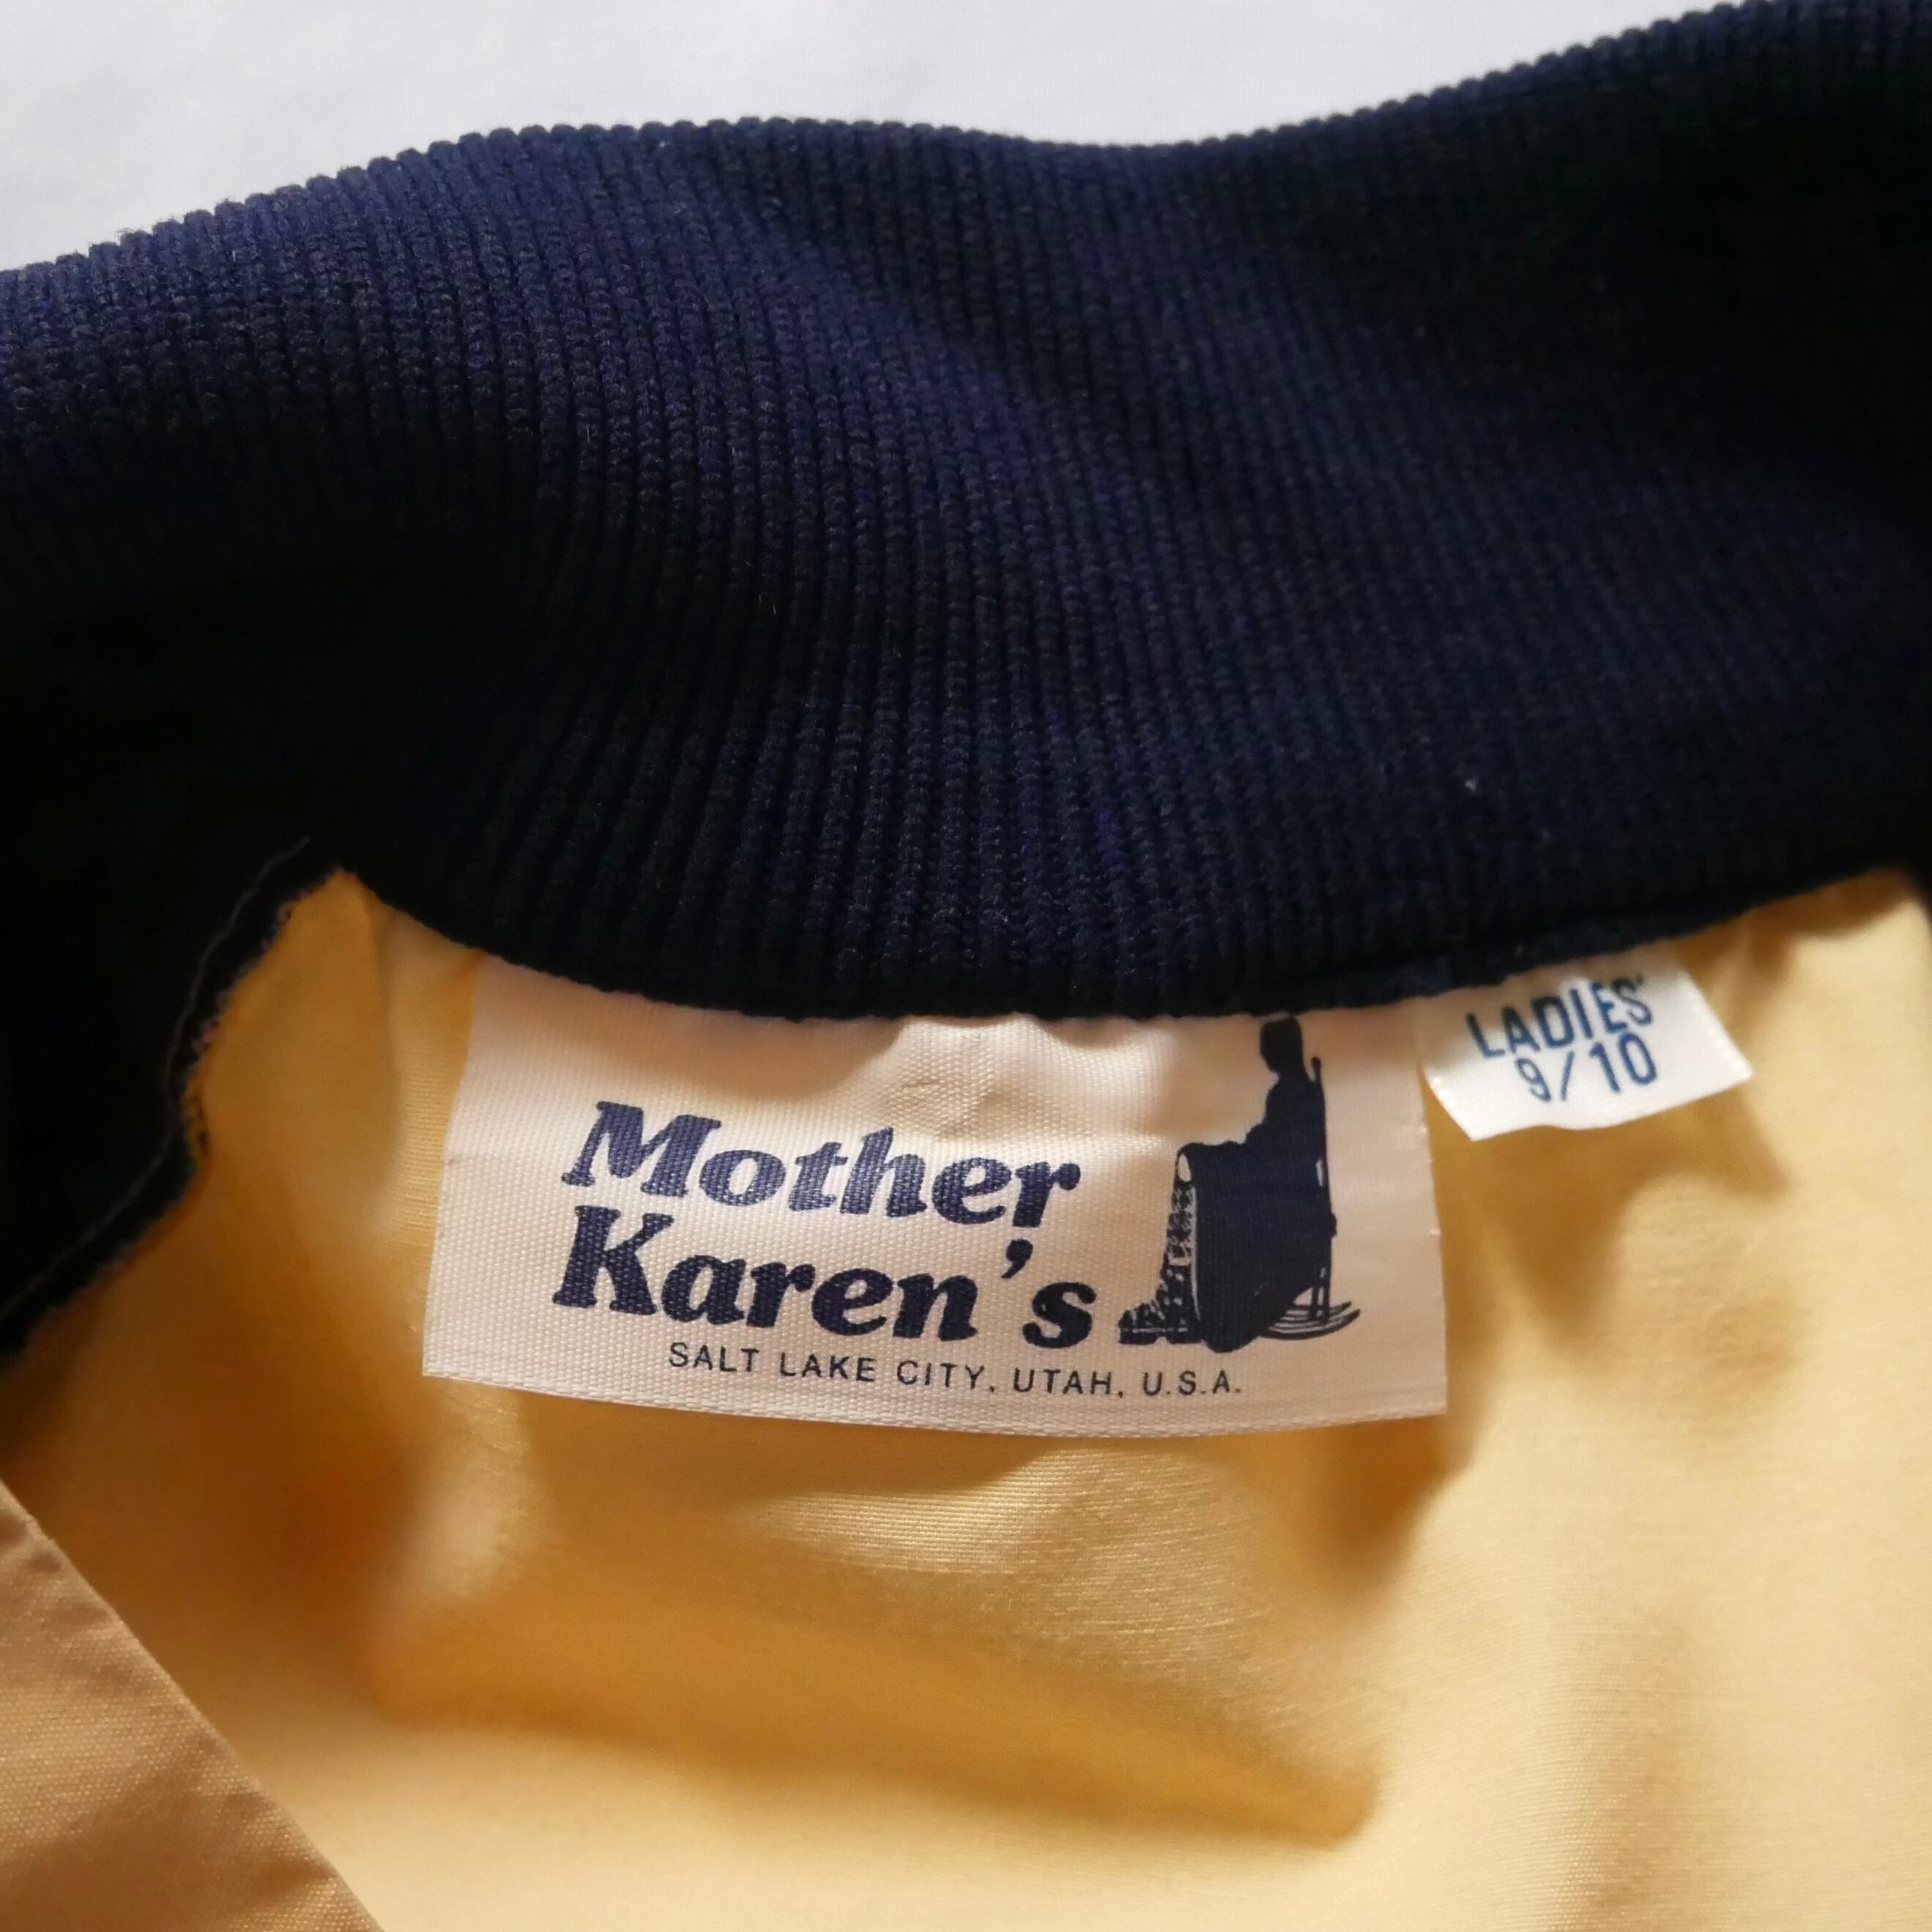 Mother
Karen's
SALT LAKE CITY, UTAH, U.S.A.
LADIES'
9/10